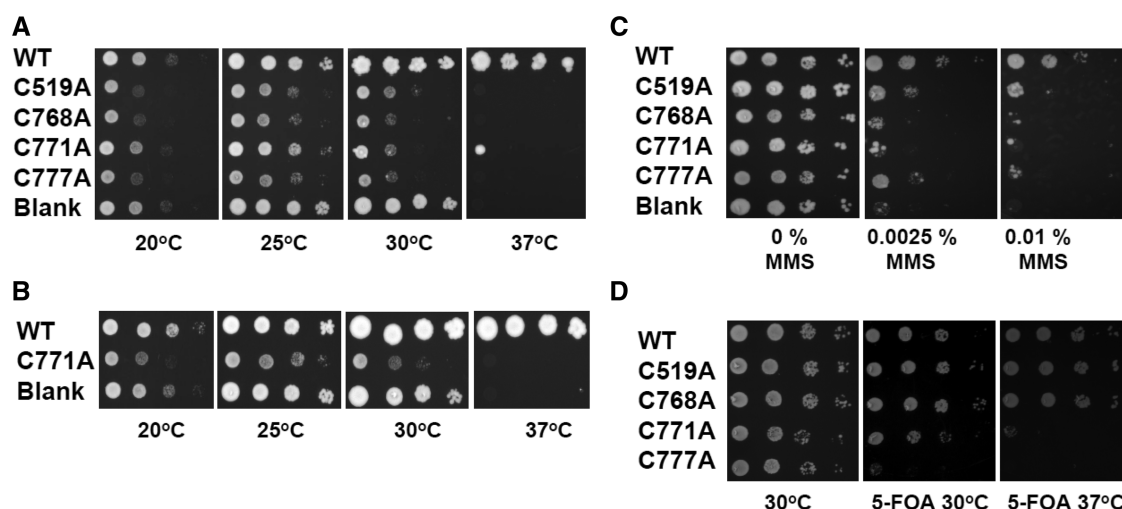 A
WT
C519A
C768A
C771A
C777A
Blank
20°C 25°C 30°C 37°C
B
WT
C771A
Blank
20°C 25°C 30°C 37°C
C
WT
C519A
C768A
C771A
C777A
Blank
0 % 0.0025 % 0.01 %
MMS MMS MMS
D
WT
C519A
C768A
C771A
C777A
30°C 5-FOA 30°C 5-FOA 37°C